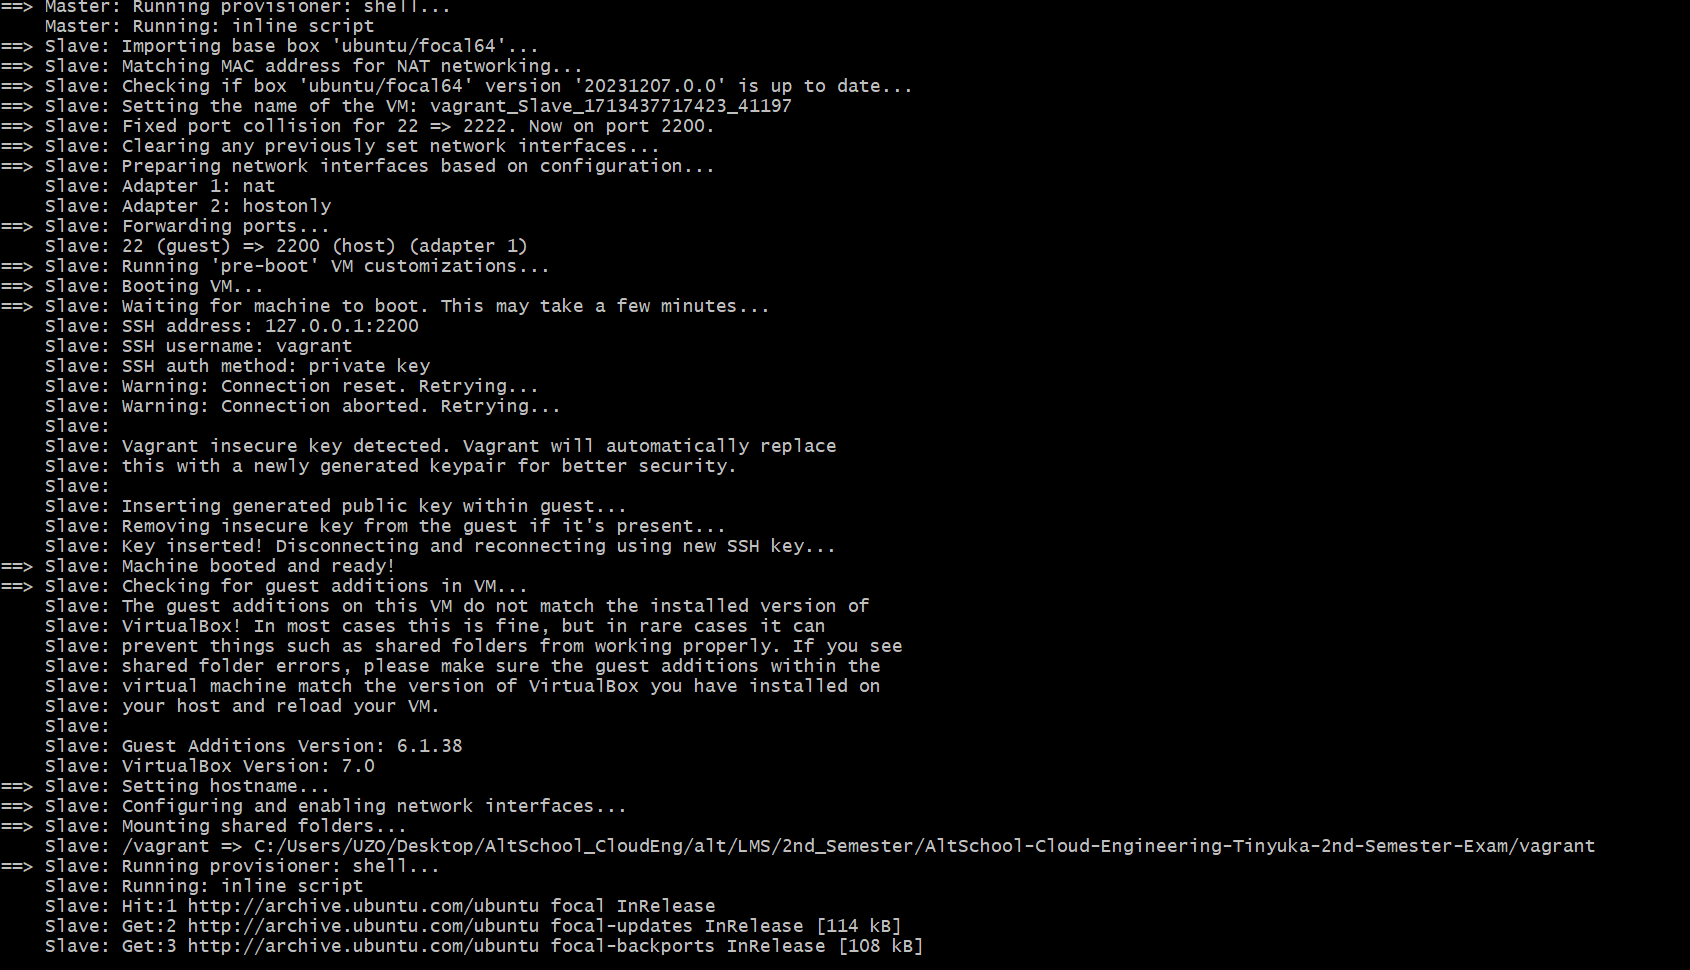 ==> Master: Running provisioner: shell...
    Master: Running: inline script
==> Slave: Importing base box 'ubuntu/focal64'...
==> Slave: Matching MAC address for NAT networking...
==> Slave: Checking if box 'ubuntu/focal64' version '20231207.0.0' is up to date...
==> Slave: Setting the name of the VM: vagrant_Slave_1713437717423_41197
==> Slave: Fixed port collision for 22 => 2222. Now on port 2200.
==> Slave: Clearing any previously set network interfaces...
==> Slave: Preparing network interfaces based on configuration...
    Slave: Adapter 1: nat
    Slave: Adapter 2: hostonly
==> Slave: Forwarding ports...
    Slave: 22 (guest) => 2200 (host) (adapter 1)
==> Slave: Running 'pre-boot' VM customizations...
==> Slave: Booting VM...
==> Slave: Waiting for machine to boot. This may take a few minutes...
    Slave: SSH address: 127.0.0.1:2200
    Slave: SSH username: vagrant
    Slave: SSH auth method: private key
    Slave: Warning: Connection reset. Retrying...
    Slave: Warning: Connection aborted. Retrying...
    Slave:
    Slave: Vagrant insecure key detected. Vagrant will automatically replace
    Slave: this with a newly generated keypair for better security.
    Slave:
    Slave: Inserting generated public key within guest...
    Slave: Removing insecure key from the guest if it's present...
    Slave: Key inserted! Disconnecting and reconnecting using new SSH key...
==> Slave: Machine booted and ready!
==> Slave: Checking for guest additions in VM...
    Slave: The guest additions on this VM do not match the installed version of
    Slave: VirtualBox! In most cases this is fine, but in rare cases it can
    Slave: prevent things such as shared folders from working properly. If you see
    Slave: shared folder errors, please make sure the guest additions within the
    Slave: virtual machine match the version of VirtualBox you have installed on
    Slave: your host and reload your VM.
    Slave:
    Slave: Guest Additions Version: 6.1.38
    Slave: VirtualBox Version: 7.0
==> Slave: Setting hostname...
==> Slave: Configuring and enabling network interfaces...
==> Slave: Mounting shared folders...
    Slave: /vagrant => C:/Users/UZO/Desktop/AltSchool_CloudEng/alt/LMS/2nd_Semester/AltSchool-Cloud-Engineering-Tinyuka-2nd-Semester-Exam/vagrant
==> Slave: Running provisioner: shell...
    Slave: Running: inline script
    Slave: Hit:1 http://archive.ubuntu.com/ubuntu focal InRelease
    Slave: Get:2 http://archive.ubuntu.com/ubuntu focal-updates InRelease [114 kB]
    Slave: Get:3 http://archive.ubuntu.com/ubuntu focal-backports InRelease [108 kB]